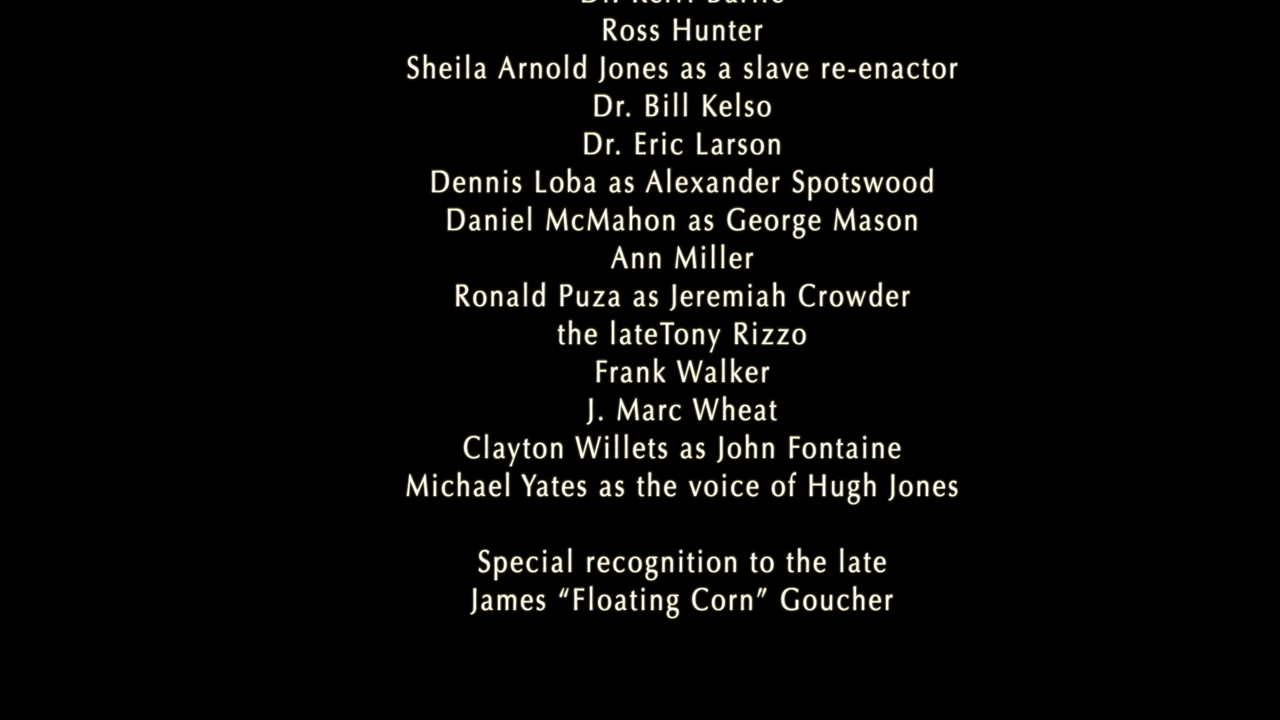 Ross Hunter
Sheila Arnold Jones as a slave re-enactor
Dr. Bill Kelso
Dr. Eric Larson
Dennis Loba as Alexander Spotswood
Daniel McMahon as George Mason
Ann Miller
Ronald Puza as Jeremiah Crowder
the lateTony Rizzo
Frank Walker
J. Marc Wheat
Clayton Willets as John Fontaine
Michael Yates as the voice of Hugh Jones
Special recognition to the late
James “Floating Corn” Goucher